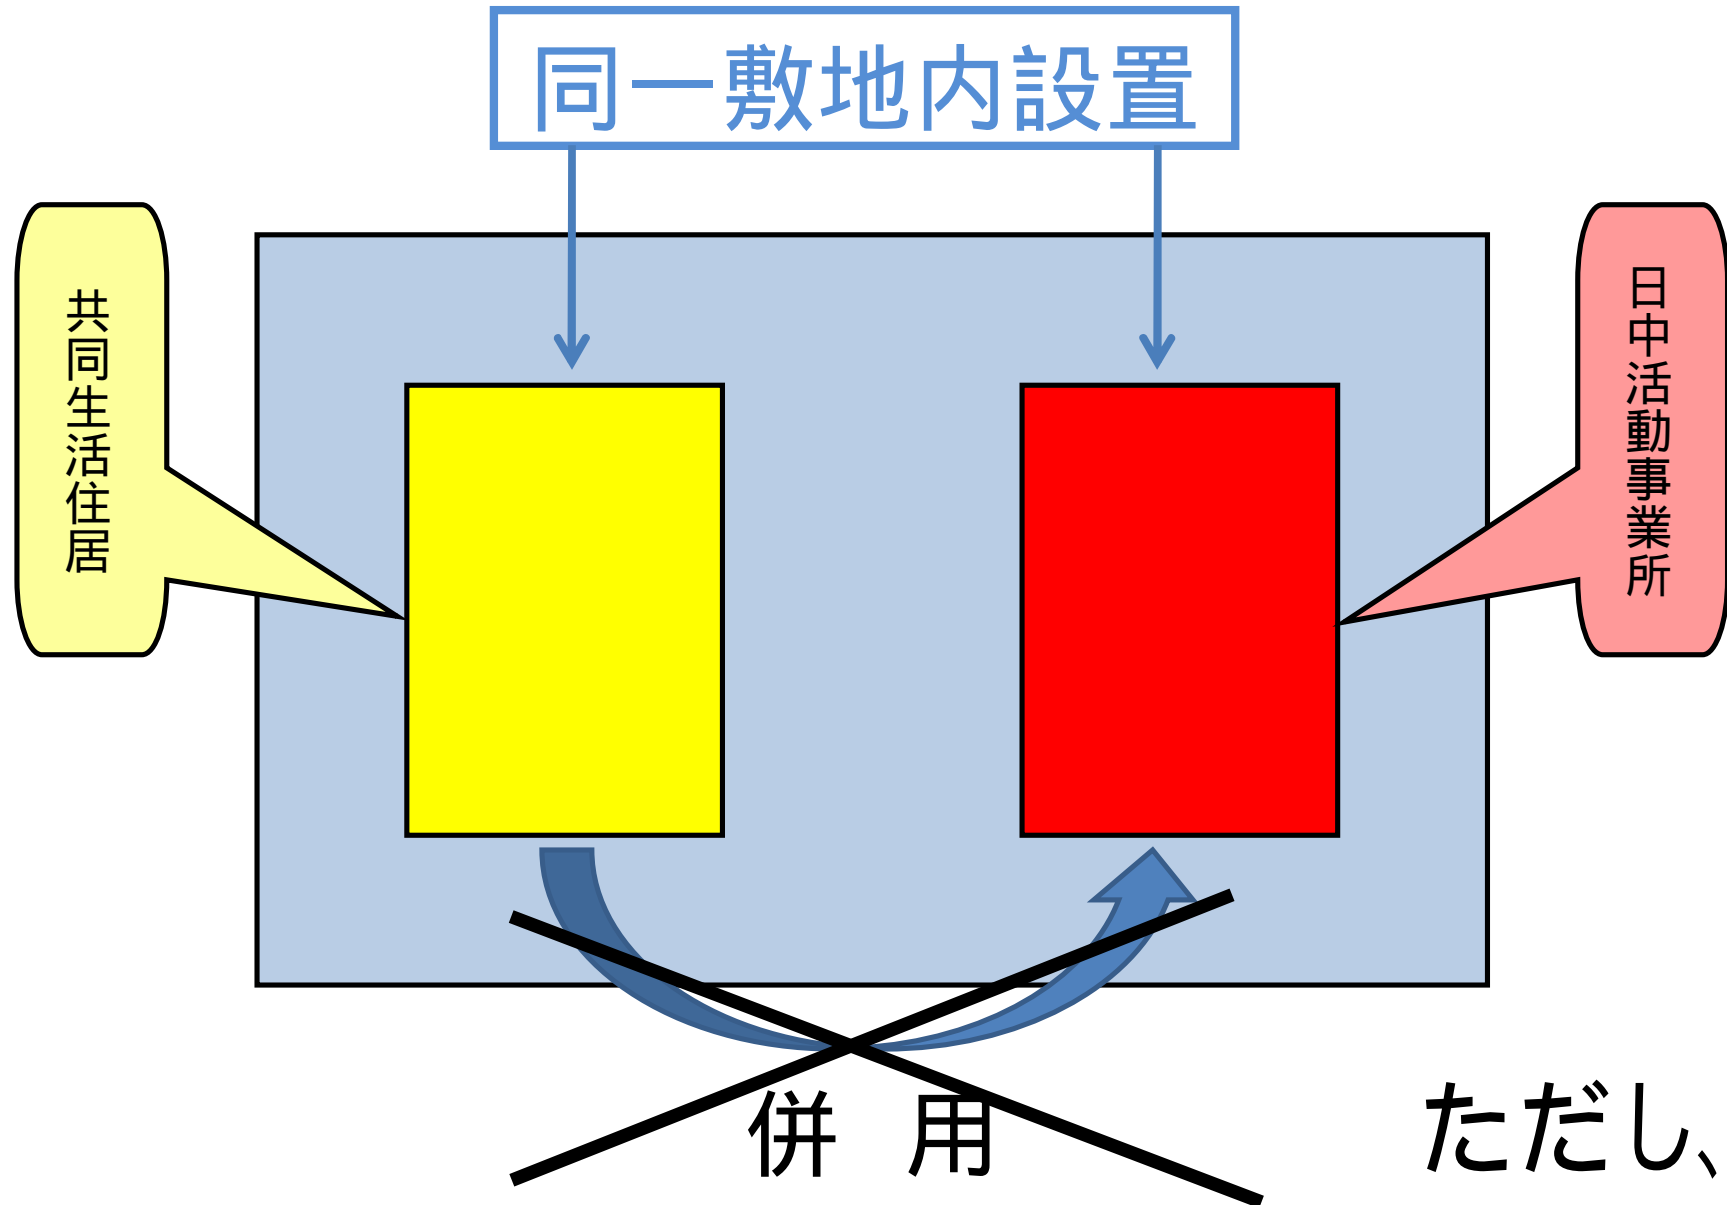 同一敷地内設置
共同生活住居
日中活動事業所
併 用
ただし、